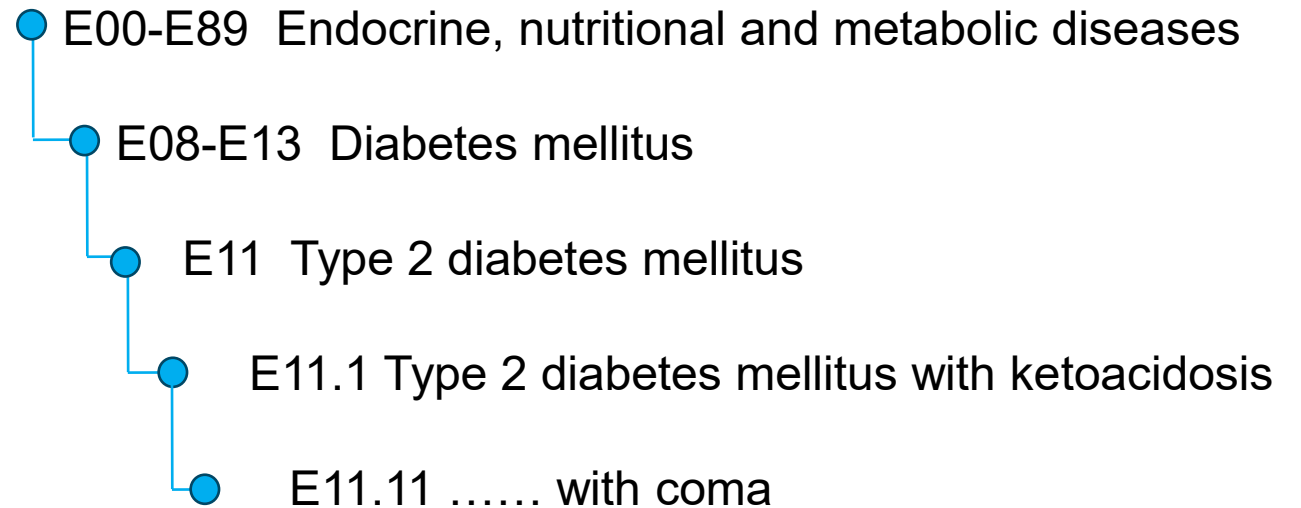 E00-E89 Endocrine, nutritional and metabolic diseases
E08-E13 Diabetes mellitus
E11 Type 2 diabetes mellitus
E11.1 Type 2 diabetes mellitus with ketoacidosis
E11.11 …… with coma